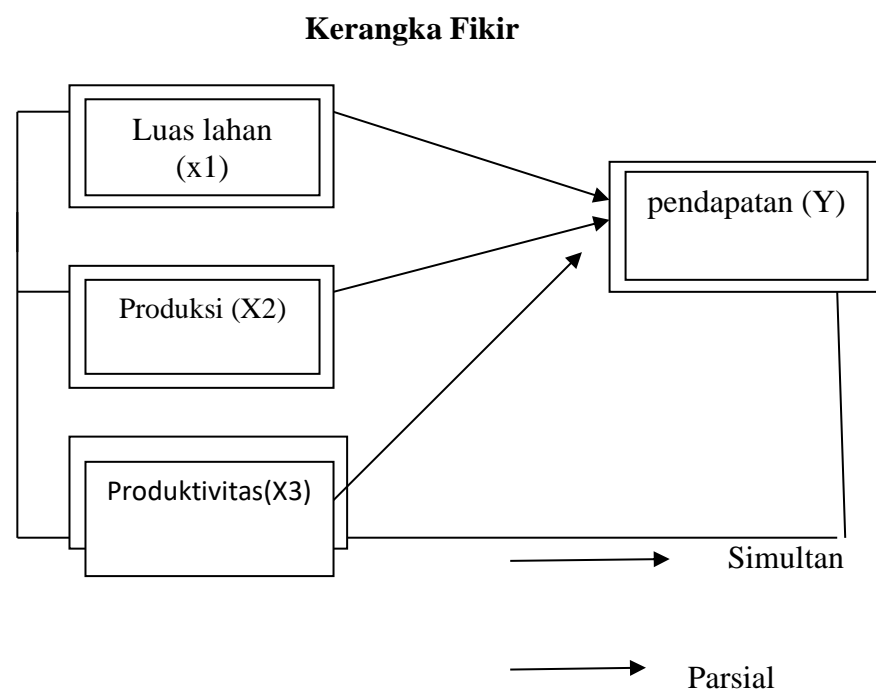 Kerangka Fikir
Luas lahan
(x1)
pendapatan (Y)
Produksi (X2)
Produktivitas(X3)
Simultan
Parsial